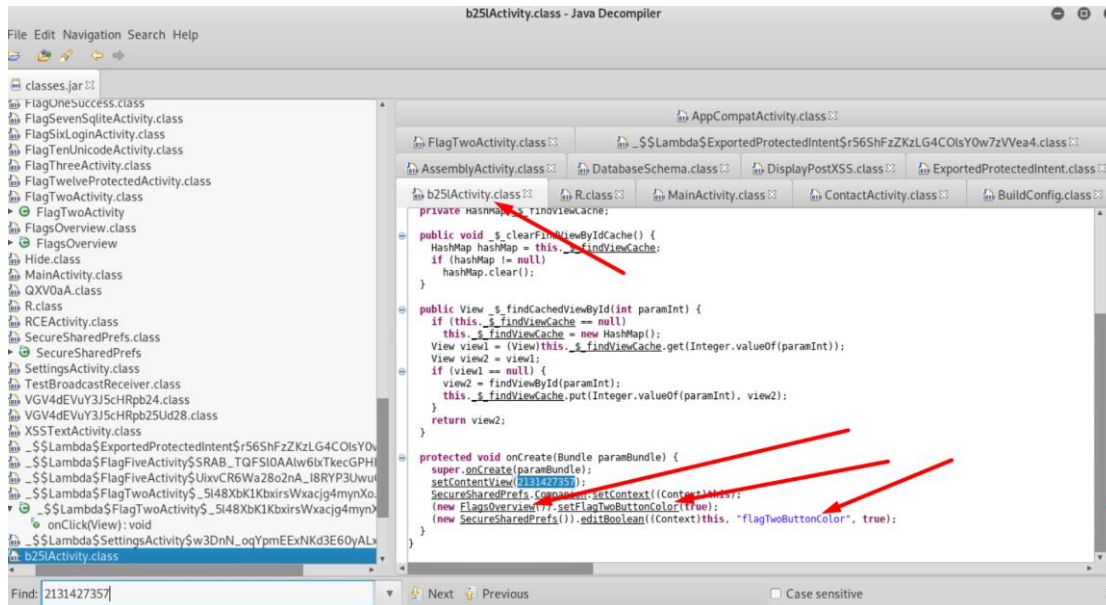 b25lActivity.class - Java Decompiler
File Edit Navigation Search Help
classes.jar
FlagOneSuccess.class
FlagSevenSqliteActivity.class
FlagSixLoginActivity.class
FlagTenUnicodeActivity.class
FlagThreeActivity.class
FlagTwelveProtectedActivity.class
FlagTwoActivity.class
FlagTwoActivity
FlagsOverview.class
FlagsOverview
Hide.class
MainActivity.class
QXV0aA.class
R.class
RCEActivity.class
SecureSharedPrefs.class
SecureSharedPrefs
SettingsActivity.class
TestBroadcastReceiver.class
VGV4dEVuY3J5cHRpb24.class
VGV4dEVuY3J5cHRpb25Ud28.class
XSSTextActivity.class
onClick(View) : void
b25lActivity.class
AppCompatActivity.class
FlagTwoActivity.class _$$Lambda$ExportedProtectedIntent$r56ShFzZKzLG4COlsYOw7zVVea4.class
AssemblyActivity.class DatabaseSchema.class DisplayPostXSS.class ExportedProtectedIntent.class
b25lActivity.class R.class MainActivity.class ContactActivity.class BuildConfig.class
private HashMap _$_findViewCache;
public void _$_clearFindViewByIdCache() {
HashMap hashMap = this._$_findViewCache;
if (hashMap != null)
hashMap.clear();
}
public View _$_findCachedViewById(int paramInt) {
if (this._$_findViewCache == null)
this._$_findViewCache = new HashMap();
View view1 = (View)this._$_findViewCache.get(Integer.valueOf(paramInt));
View view2 = view1;
if (view1 == null) {
view2 = findViewById(paramInt);
this._$_findViewCache.put(Integer.valueOf(paramInt), view2);
}
return view2;
}
protected void onCreate(Bundle paramBundle) {
super.onCreate(paramBundle);
setContentView(2131427357);
SecureSharedPrefs.Companion.setContext((Context)this);
(new FlagsOverview()).setFlagTwoButtonColor(true);
(new SecureSharedPrefs()).editBoolean((Context)this, "flagTwoButtonColor", true);
}
}
Find: 2131427357 Next Previous Case sensitive